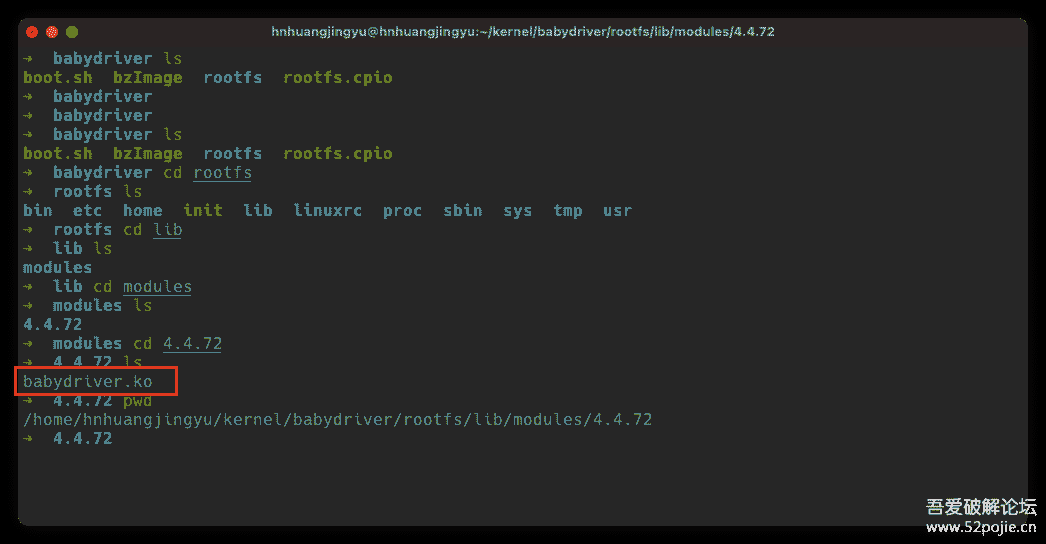 hnhuangjingyu@hnhuangjingyu:~/kernel/babydriver/rootfs/lib/modules/4.4.72
→ babydriver ls
boot.sh bzImage rootfs rootfs.cpio
→ babydriver
→ babydriver
→ babydriver ls
boot.sh bzImage rootfs rootfs.cpio
→ babydriver cd rootfs
→ rootfs ls
bin etc home init lib linuxrc proc sbin sys tmp usr
→ rootfs cd lib
→ lib ls
modules
→ lib cd modules
→ modules ls
4.4.72
→ modules cd 4.4.72
→ 4.4.72 ls
babydriver.ko
→ 4.4.72 pwd
/home/hnhuangjingyu/kernel/babydriver/rootfs/lib/modules/4.4.72
→ 4.4.72
吾爱破解论坛
www.52pojie.cn